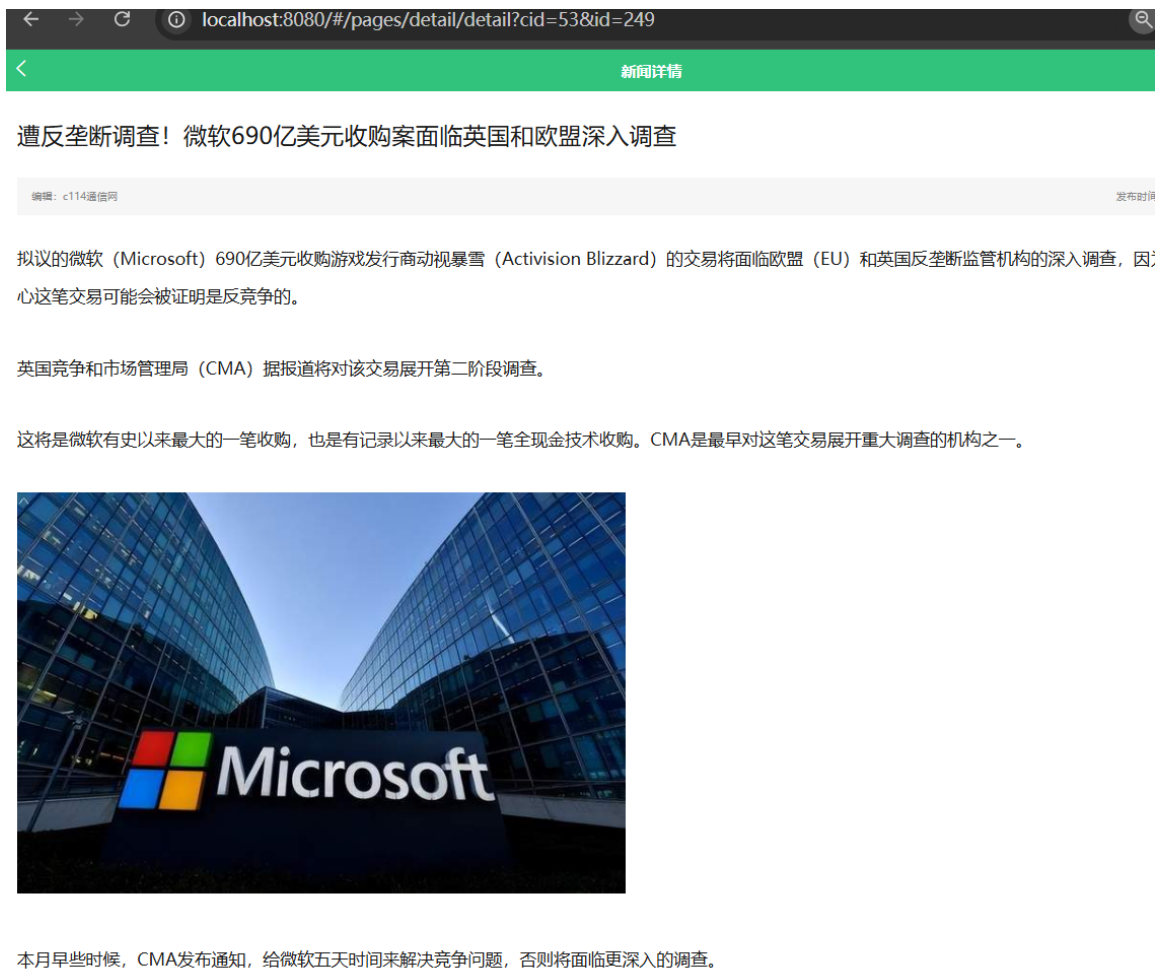 localhost:8080/#/pages/detail/detail?cid=53&id=249
新闻详情
遭反垄断调查！微软690亿美元收购案面临英国和欧盟深入调查
编辑：c114通信网
发布时间
拟议的微软（Microsoft）690亿美元收购游戏发行商动视暴雪（Activision Blizzard）的交易将面临欧盟（EU）和英国反垄断监管机构的深入调查，因为
心这笔交易可能会被证明是反竞争的。
英国竞争和市场管理局（CMA）据报道将对该交易展开第二阶段调查。
这将是微软有史以来最大的一笔收购，也是有记录以来最大的一笔全现金技术收购。CMA是最早对这笔交易展开重大调查的机构之一。
Microsoft
本月早些时候，CMA发布通知，给微软五天时间来解决竞争问题，否则将面临更深入的调查。